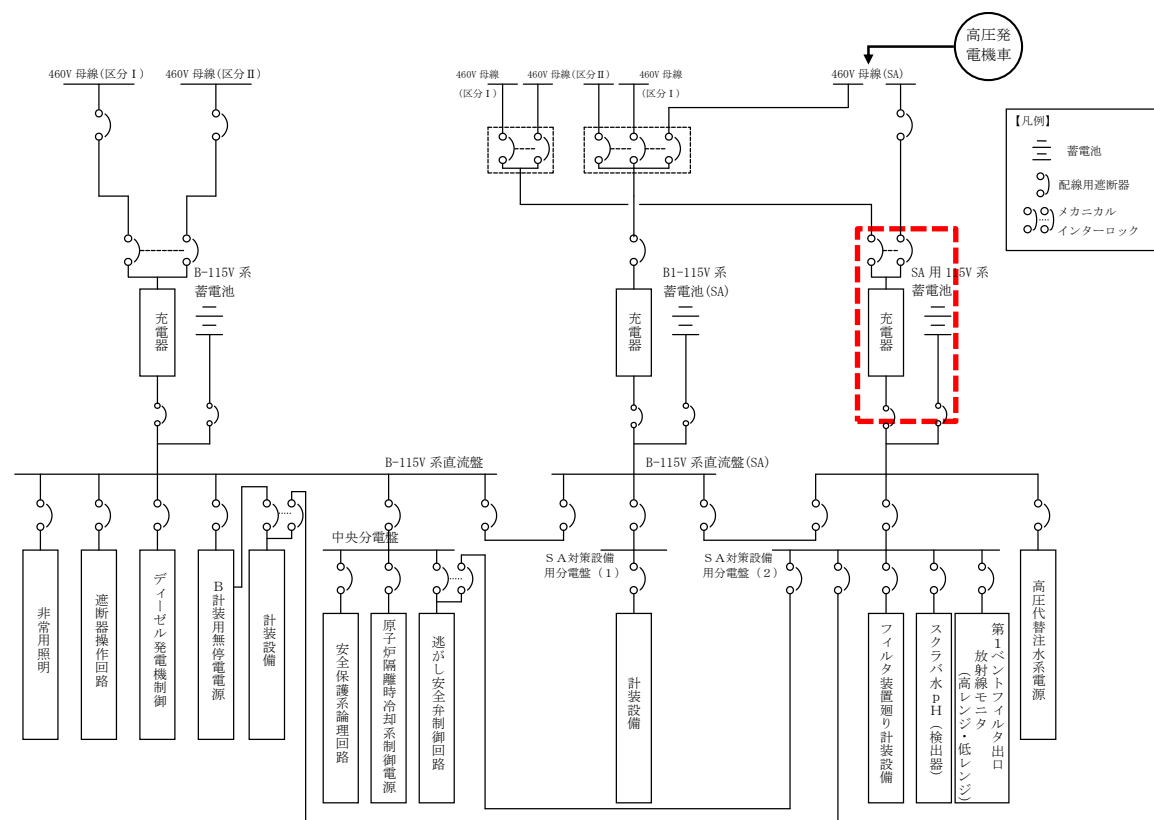 高圧発
電機車
460V 母線(区分Ⅰ)
460V 母線(区分Ⅱ)
460V 母線
(区分Ⅰ)
460V 母線(区分Ⅱ)
460V 母線
(区分Ⅰ)
460V 母線(SA)
【凡例】
蓄電池
配線用遮断器
メカニカル
インターロック
B-115V 系
蓄電池
充電器
B1-115V 系
蓄電池(SA)
充電器
SA 用 115V 系
蓄電池
充電器
B-115V 系直流盤
B-115V 系直流盤(SA)
中央分電盤
SA対策設備
用分電盤(1)
SA対策設備
用分電盤(2)
非常用照明
遮断器操作回路
ディーゼル発電機制御
B計装用無停電電源
計装設備
安全保護系論理回路
原子炉隔離時冷却系制御電源
逃がし安全弁制御回路
計装設備
フィルタ装置廻り計装設備
スクラバ水pH(検出器)
第1ベントフィルタ出口
放射線モニタ
(高レンジ・低レンジ)
高圧代替注水系電源